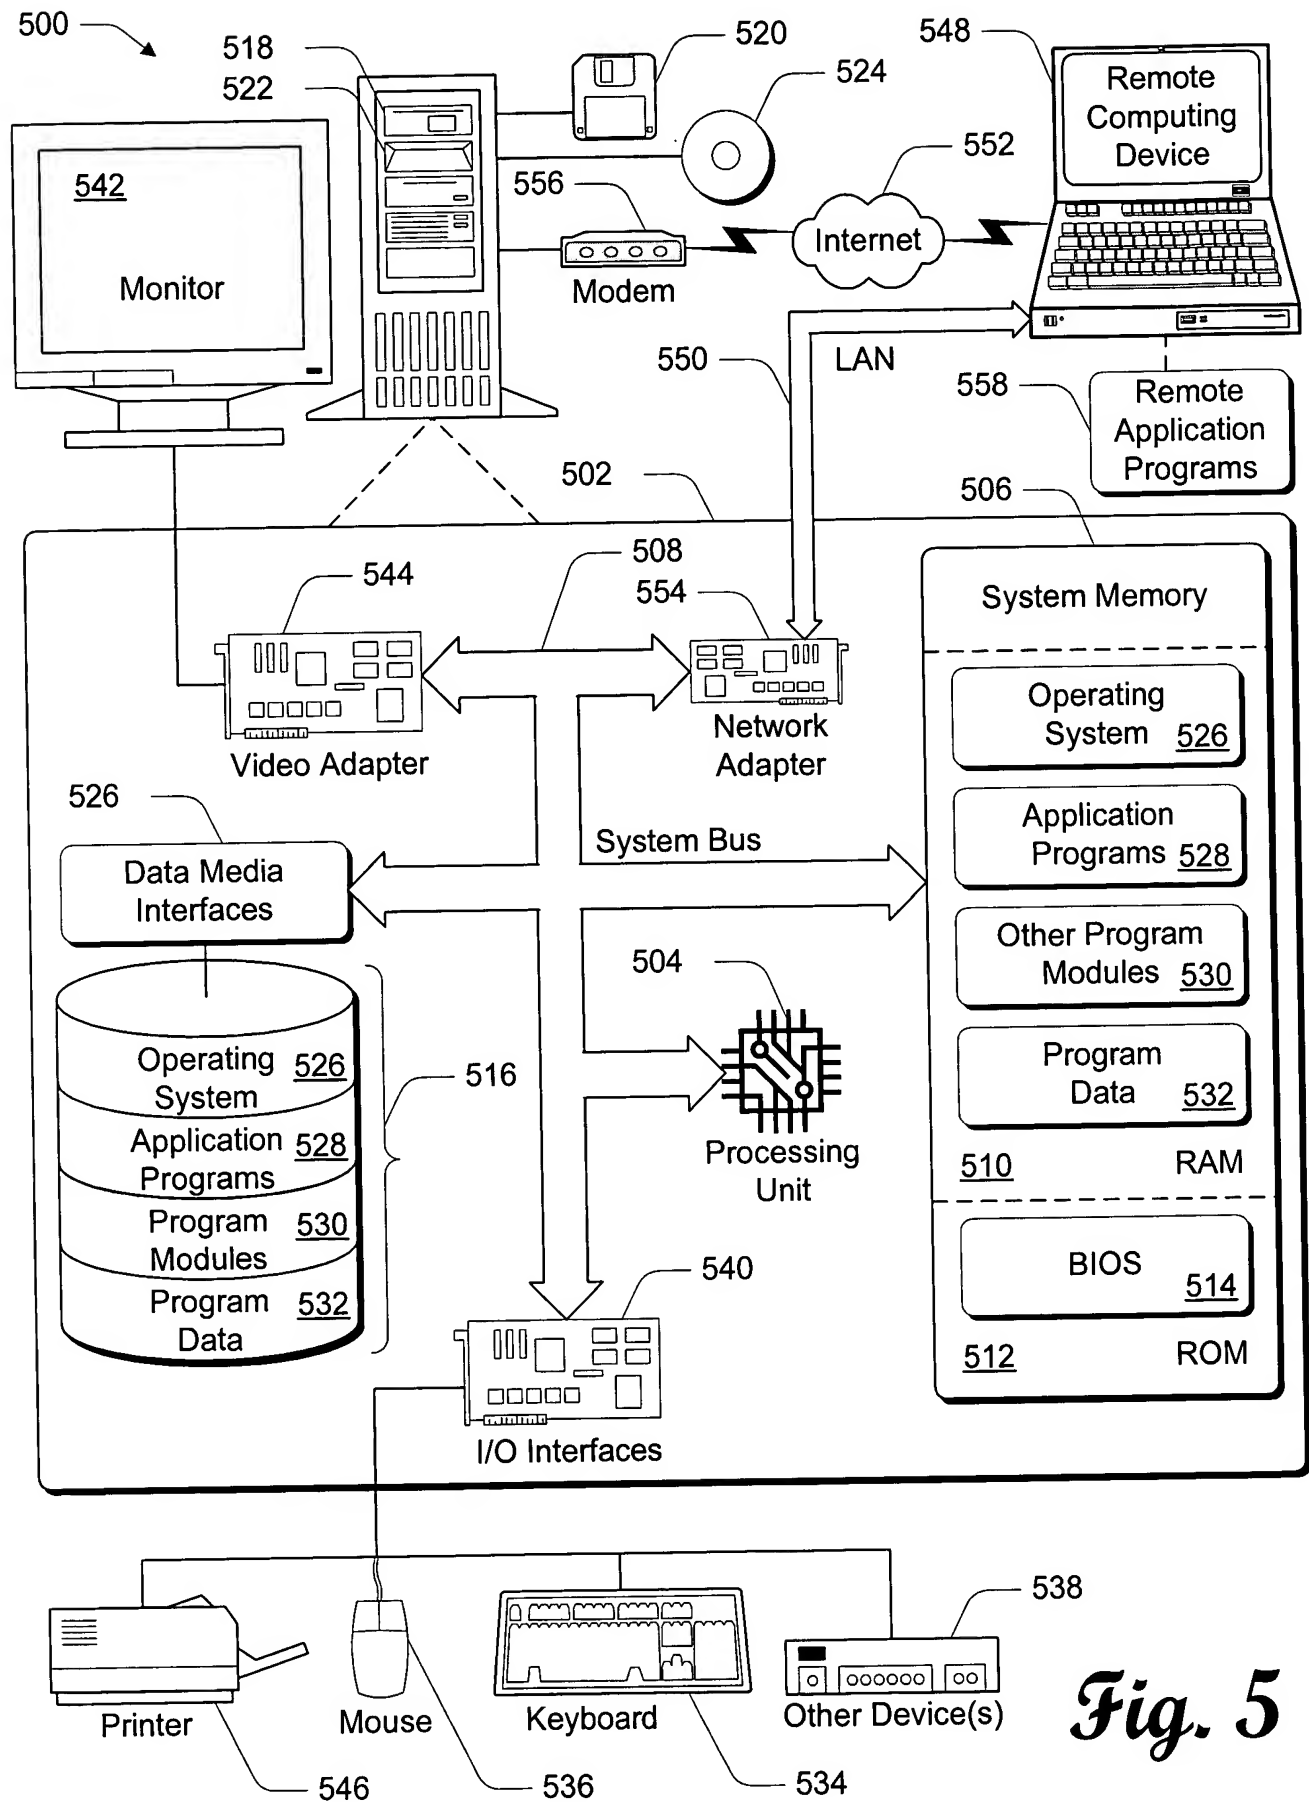 500
518
522
520
524
548
Remote
Computing
Device
542
Monitor
556
Modem
552
Internet
550
LAN
558
Remote
Application
Programs
502
506
508
544
554
Video Adapter
Network
Adapter
System Memory
Operating
System 526
Application
Programs 528
Other Program
Modules 530
Program
Data 532
510 RAM
BIOS
514
512 ROM
526
Data Media
Interfaces
System Bus
504
Processing
Unit
Operating
System 526
Application
Programs 528
Program
Modules 530
Program
Data 532
516
540
I/O Interfaces
538
Printer
Mouse
Keyboard
Other Device(s)
546
536
534
Fig. 5